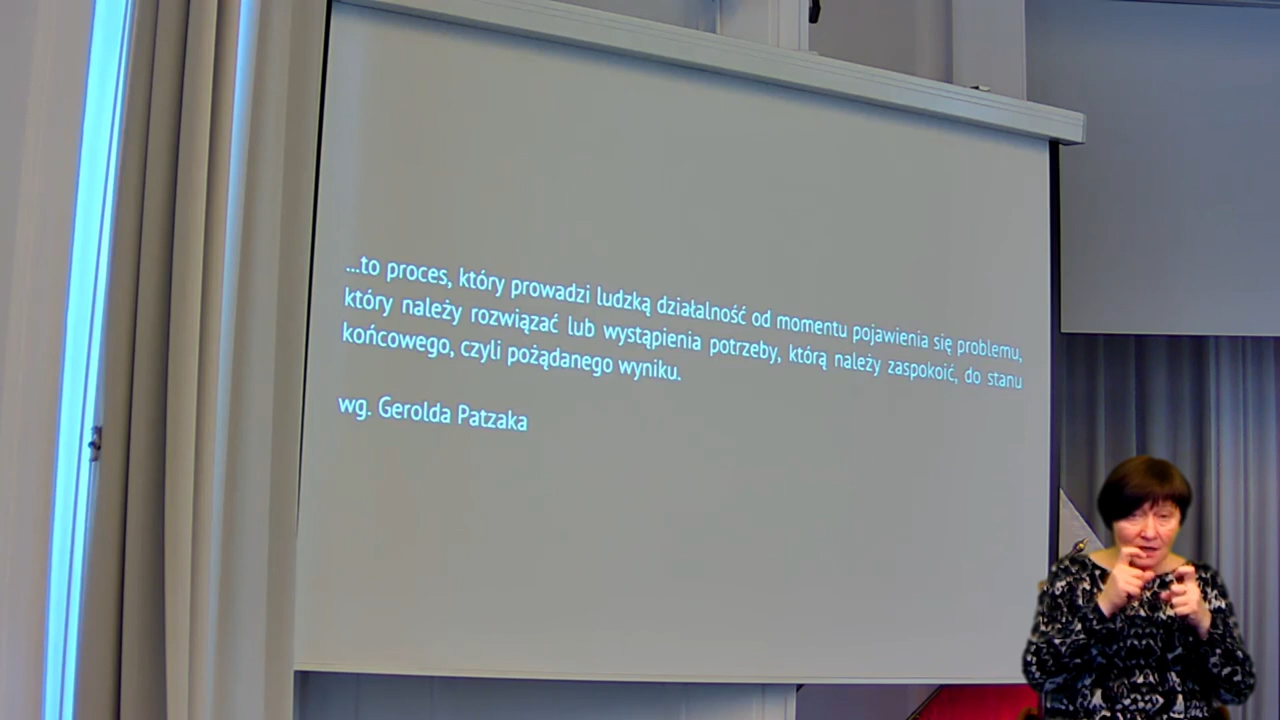 ...to proces, który prowadzi ludzką działalność od momentu pojawienia się problemu,
który należy rozwiązać lub wystąpienia potrzeby, którą należy zaspokoić, do stanu
końcowego, czyli pożądanego wyniku.
wg. Gerolda Patzaka